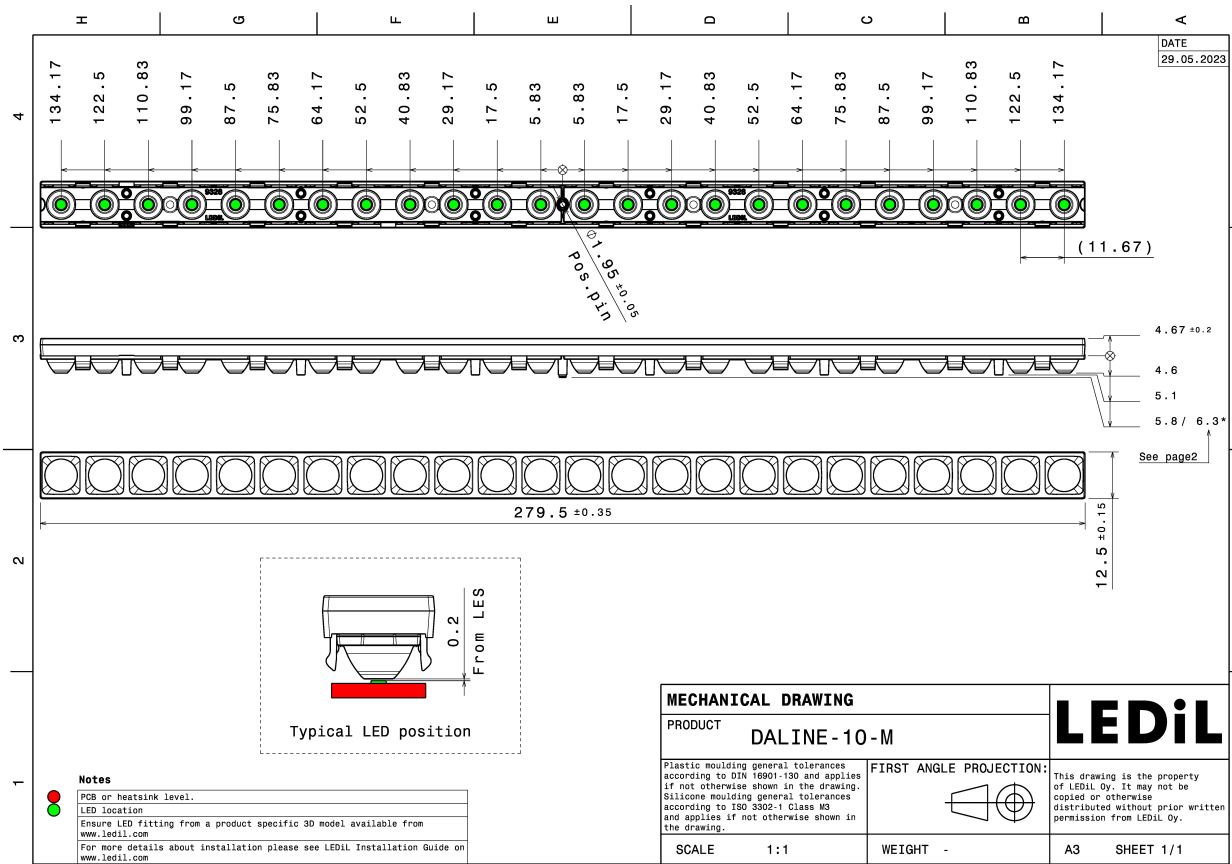 H G F E D C B A
DATE
29.05.2023
4
134.17 122.5 110.83 99.17 87.5 75.83 64.17 52.5 40.83 29.17 17.5 5.83 5.83 17.5 29.17 40.83 52.5 64.17 75.83 87.5 99.17 110.83 122.5 134.17
9326 9326
LEDiL LEDiL
⌀1.95 ±0.05
Pos.pin
(11.67)
3
4.67 ±0.2
4.6
5.1
5.8/ 6.3*
See page2
279.5 ±0.35
12.5 ±0.15
2
0.2
From LES
Typical LED position
1
Notes
PCB or heatsink level.
LED location
Ensure LED fitting from a product specific 3D model available from
www.ledil.com
For more details about installation please see LEDiL Installation Guide on
www.ledil.com
MECHANICAL DRAWING
PRODUCT
DALINE-10-M
LEDiL
Plastic moulding general tolerances
according to DIN 16901-130 and applies
if not otherwise shown in the drawing.
Silicone moulding general tolerances
according to ISO 3302-1 Class M3
and applies if not otherwise shown in
the drawing.
FIRST ANGLE PROJECTION:
This drawing is the property
of LEDiL Oy. It may not be
copied or otherwise
distributed without prior written
permission from LEDiL Oy.
SCALE 1:1
WEIGHT -
A3 SHEET 1/1